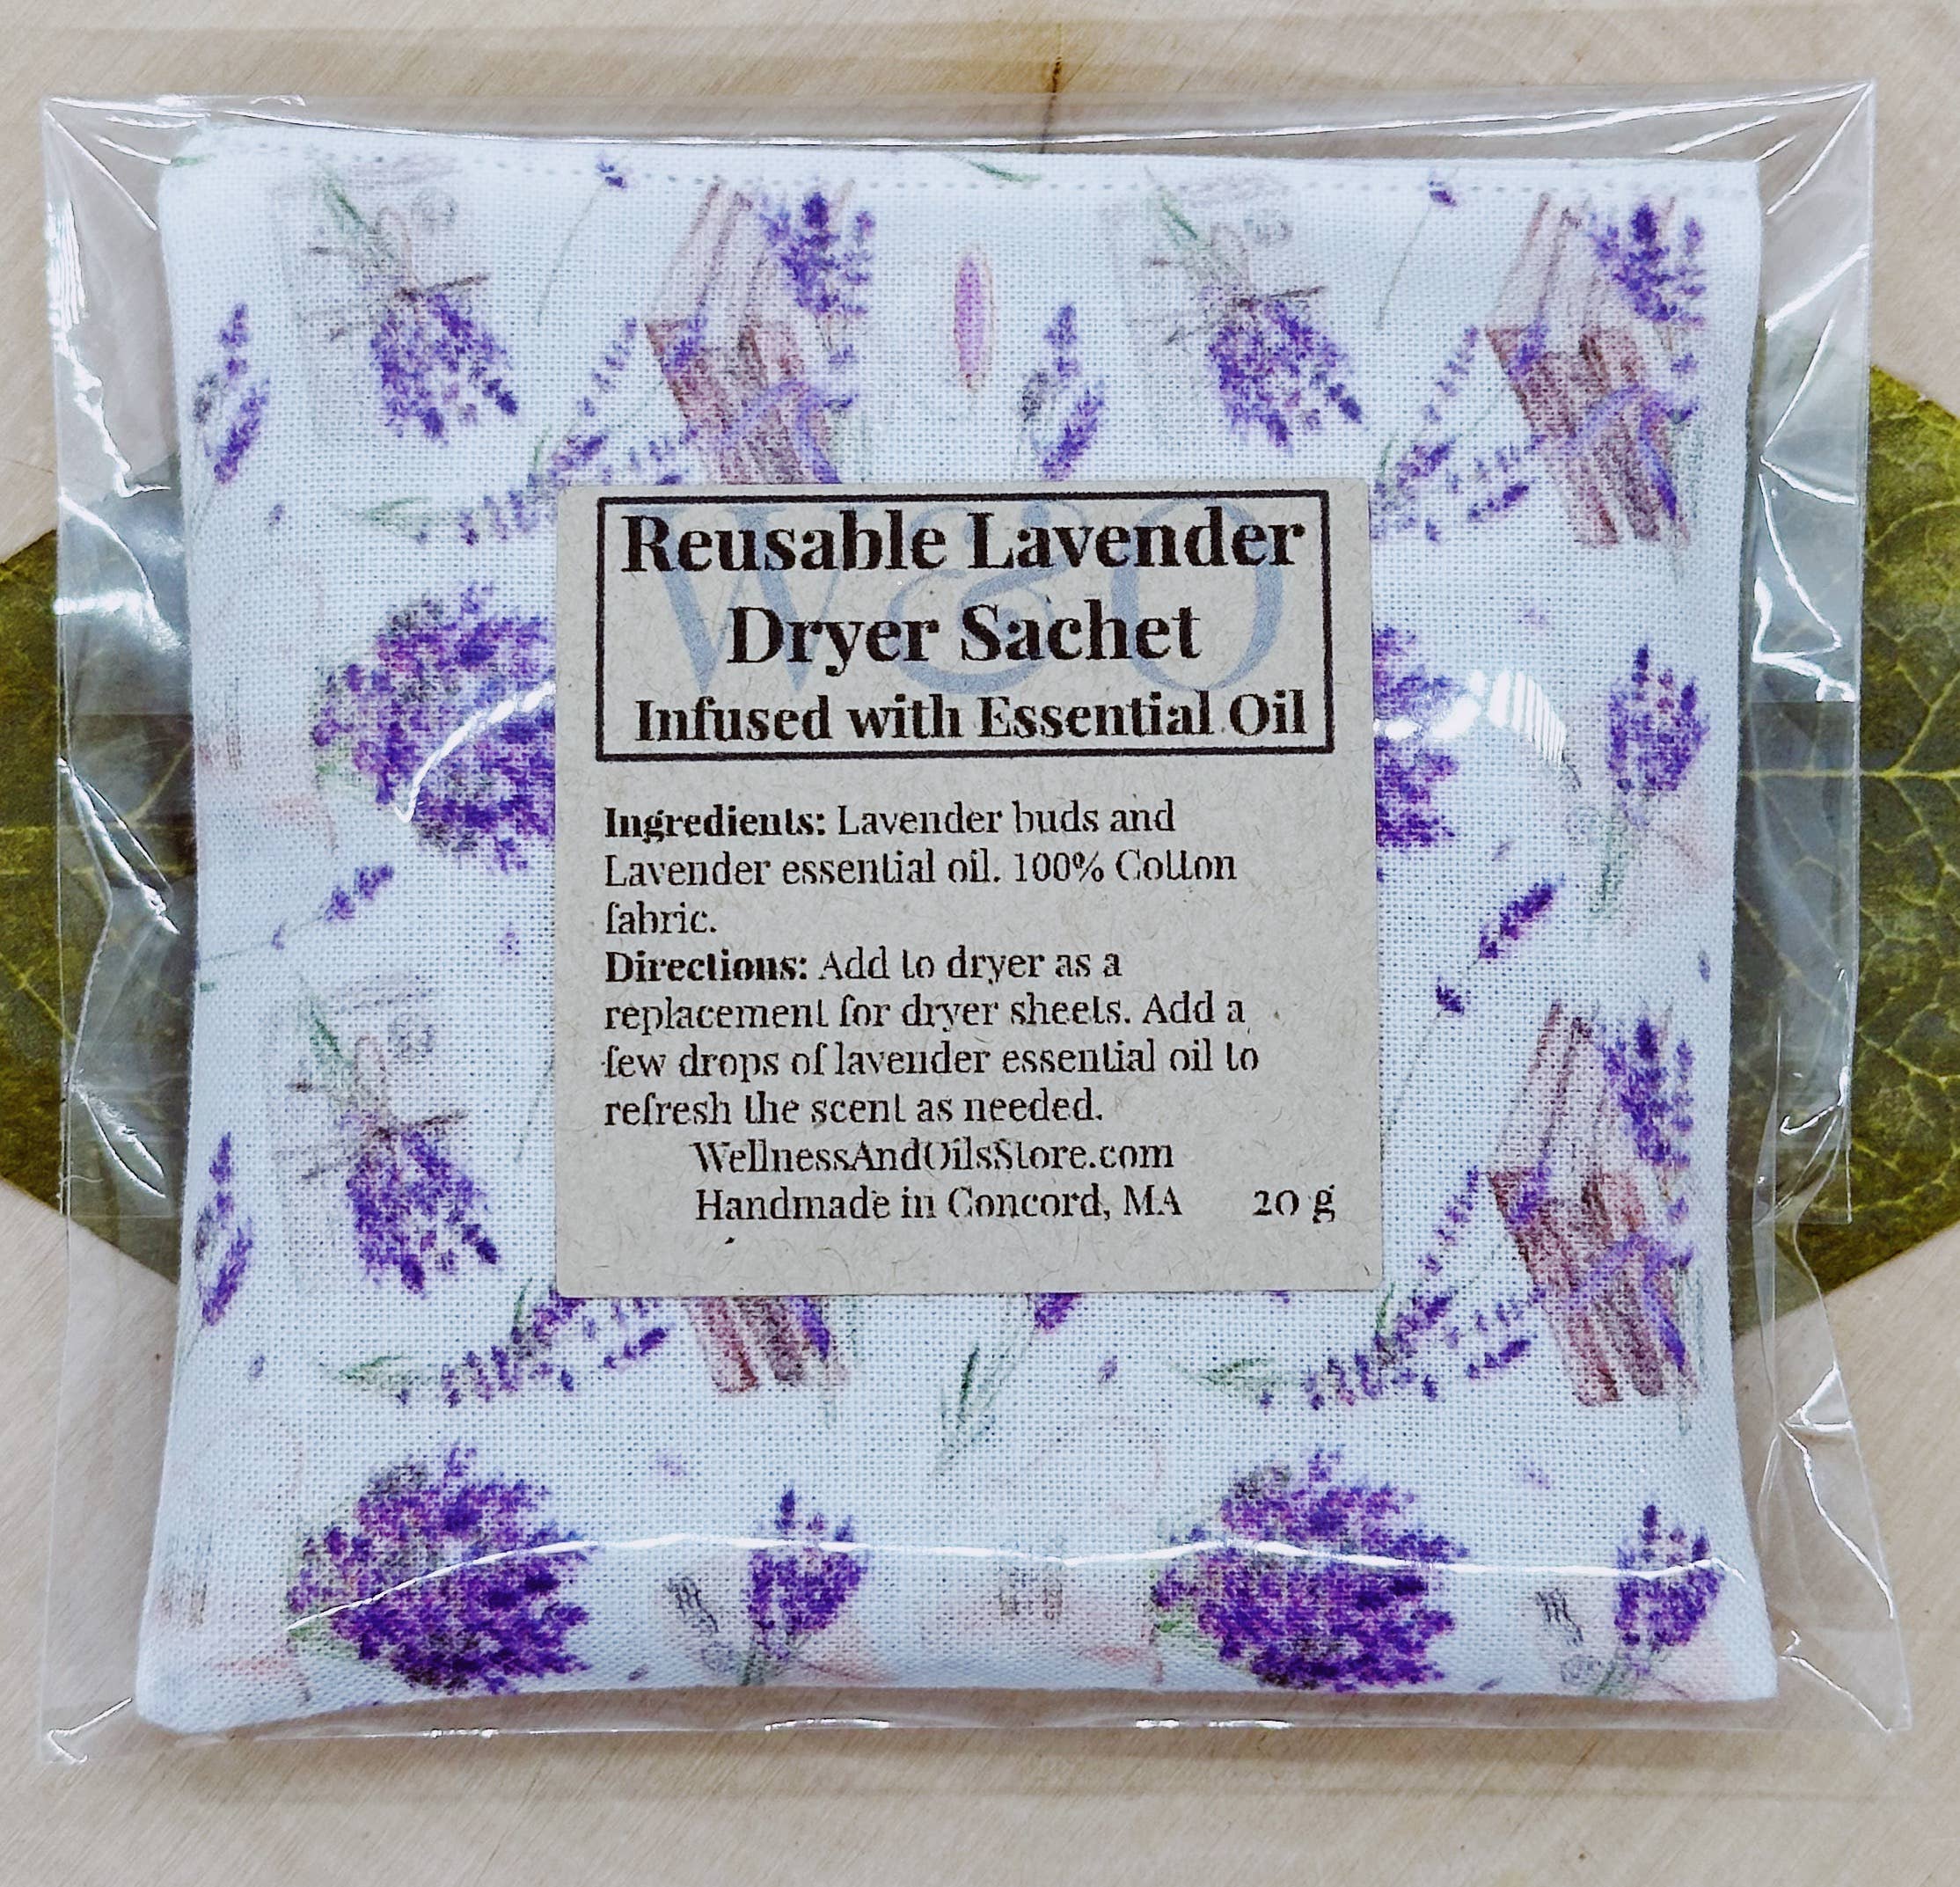 W&O
Reusable Lavender
Dryer Sachet
Infused with Essential Oil
Ingredients: Lavender buds and
Lavender essential oil. 100% Cotton
fabric.
Directions: Add to dryer as a
replacement for dryer sheets. Add a
few drops of lavender essential oil to
refresh the scent as needed.
WellnessAndOilsStore.com
Handmade in Concord, MA 20 g